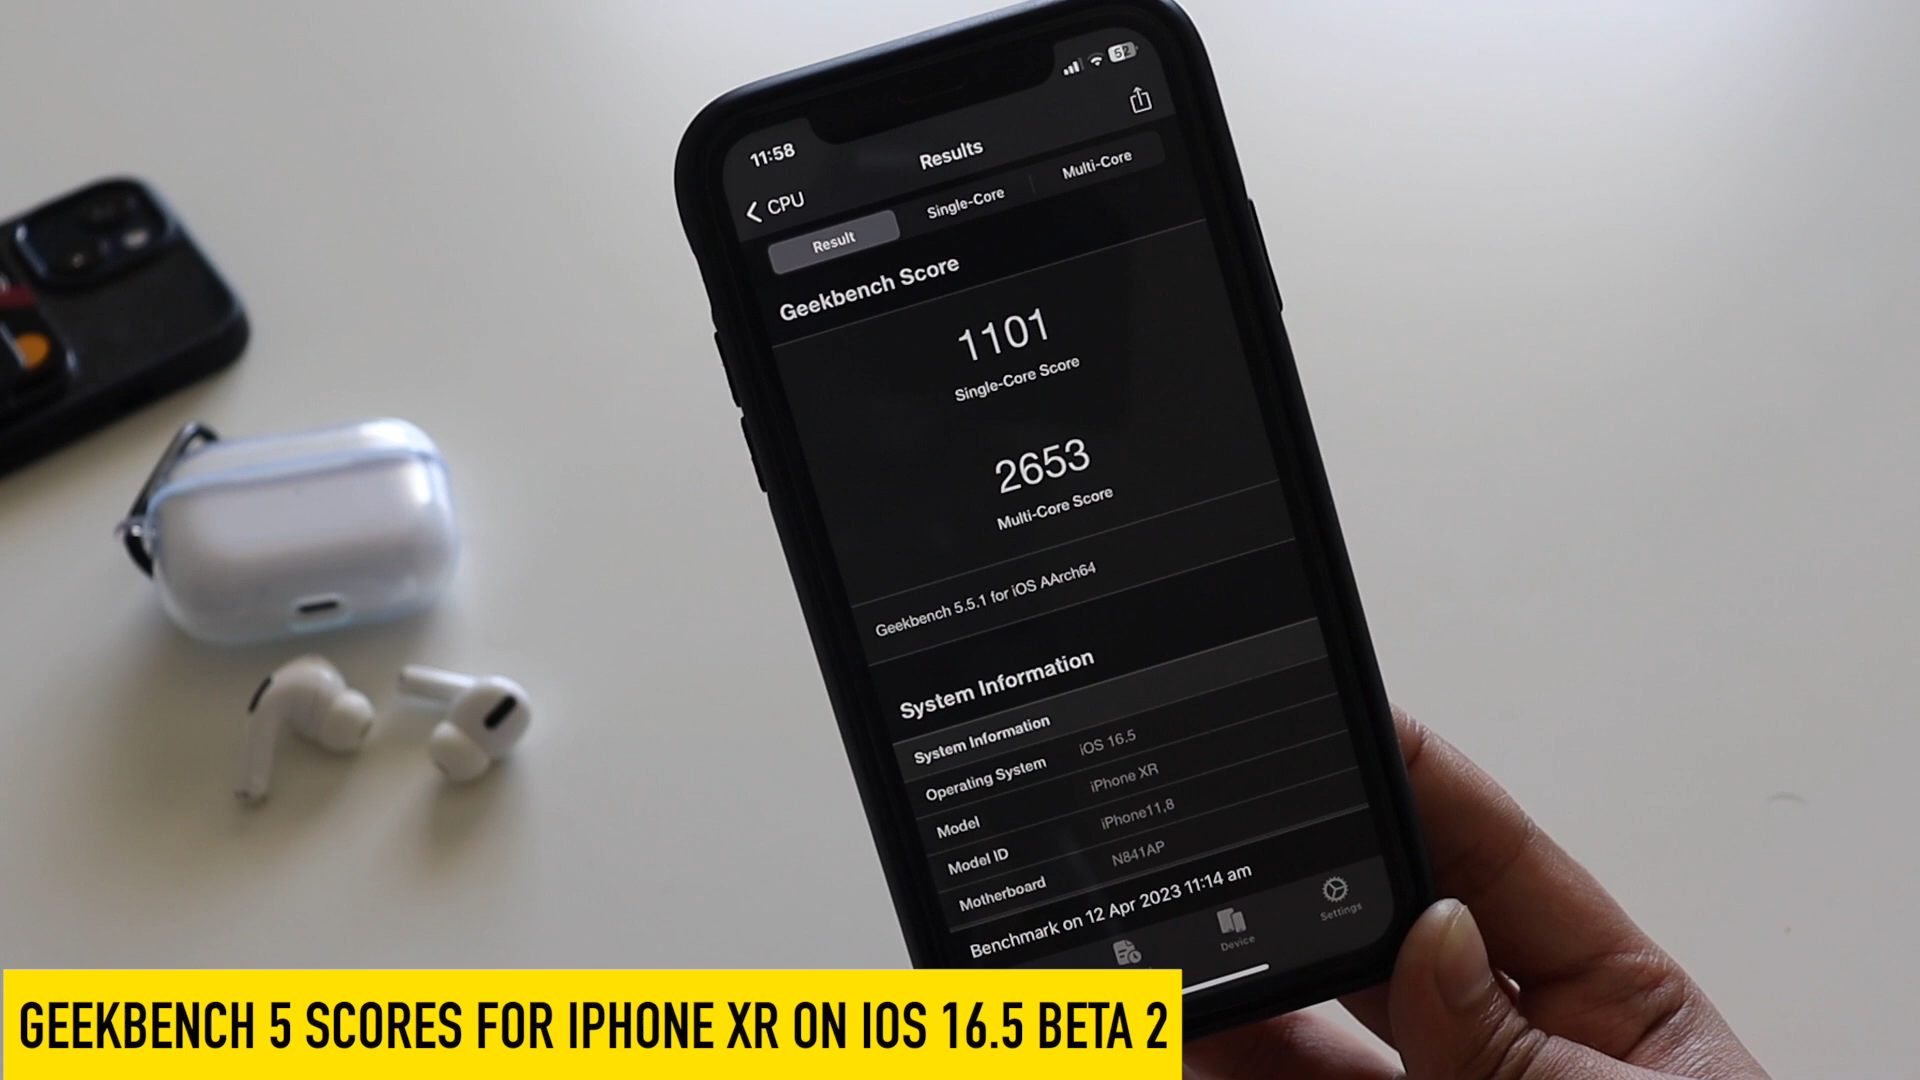 11:58
52
Results
CPU
Result
Single-Core
Multi-Core
Geekbench Score
1101
Single-Core Score
2653
Multi-Core Score
Geekbench 5.5.1 for iOS AArch64
System Information
System Information
Operating System iOS 16.5
Model iPhone XR
Model ID iPhone11,8
Motherboard N841AP
Benchmark on 12 Apr 2023 11:14 am
Device
Settings
GEEKBENCH 5 SCORES FOR IPHONE XR ON IOS 16.5 BETA 2